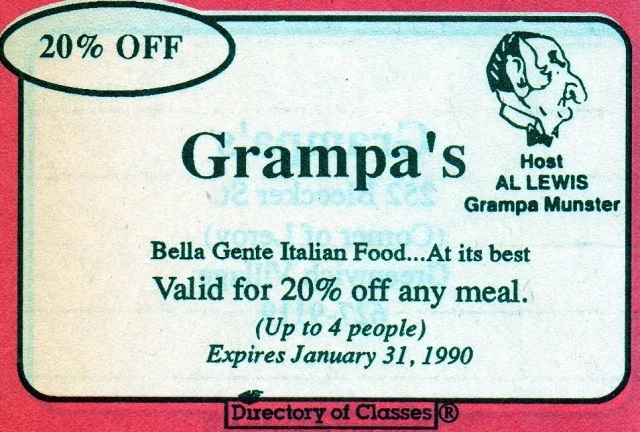 20% OFF
Grampa's
Host
AL LEWIS
Grampa Munster
Bella Gente Italian Food...At its best
Valid for 20% off any meal.
(Up to 4 people)
Expires January 31, 1990
Directory of Classes®